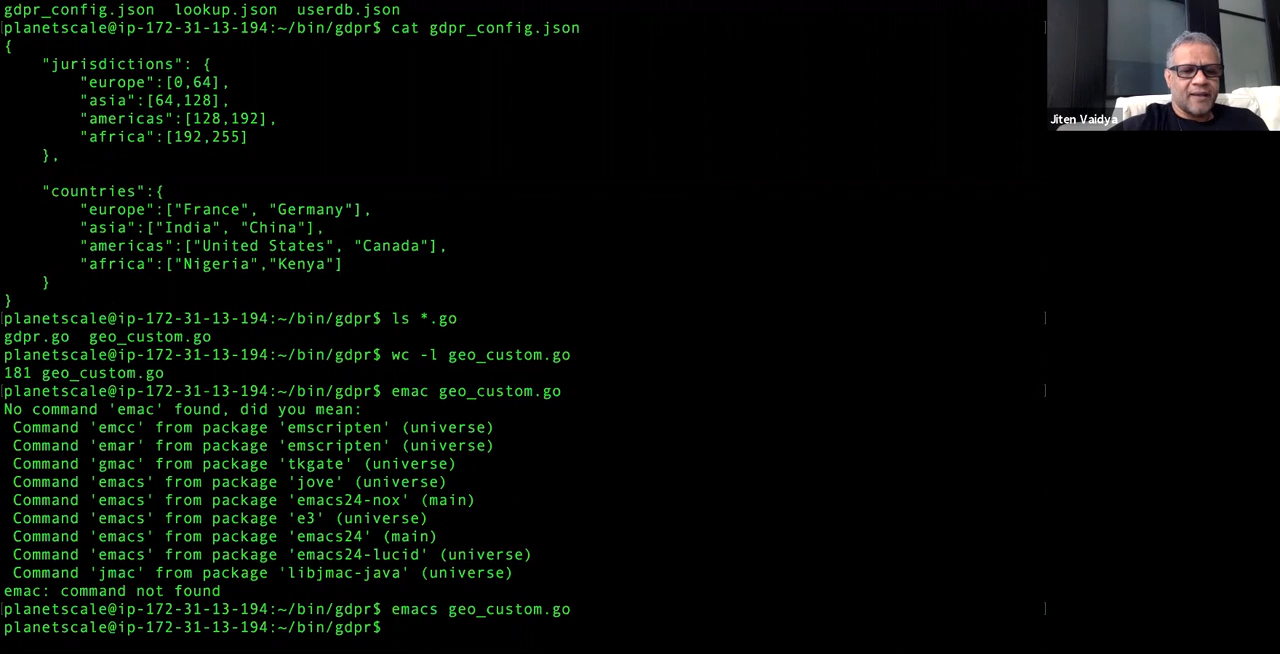 gdpr_config.json  lookup.json  userdb.json
planetscale@ip-172-31-13-194:~/bin/gdpr$ cat gdpr_config.json
{
    "jurisdictions": {
        "europe":[0,64],
        "asia":[64,128],
        "americas":[128,192],
        "africa":[192,255]
    },
    "countries":{
        "europe":["France", "Germany"],
        "asia":["India", "China"],
        "americas":["United States", "Canada"],
        "africa":["Nigeria","Kenya"]
    }
}
planetscale@ip-172-31-13-194:~/bin/gdpr$ ls *.go
gdpr.go  geo_custom.go
planetscale@ip-172-31-13-194:~/bin/gdpr$ wc -l geo_custom.go
181 geo_custom.go
planetscale@ip-172-31-13-194:~/bin/gdpr$ emac geo_custom.go
No command 'emac' found, did you mean:
 Command 'emcc' from package 'emscripten' (universe)
 Command 'emar' from package 'emscripten' (universe)
 Command 'gmac' from package 'tkgate' (universe)
 Command 'emacs' from package 'jove' (universe)
 Command 'emacs' from package 'emacs24-nox' (main)
 Command 'emacs' from package 'e3' (universe)
 Command 'emacs' from package 'emacs24' (main)
 Command 'emacs' from package 'emacs24-lucid' (universe)
 Command 'jmac' from package 'libjmac-java' (universe)
emac: command not found
planetscale@ip-172-31-13-194:~/bin/gdpr$ emacs geo_custom.go
planetscale@ip-172-31-13-194:~/bin/gdpr$
Jiten Vaidya